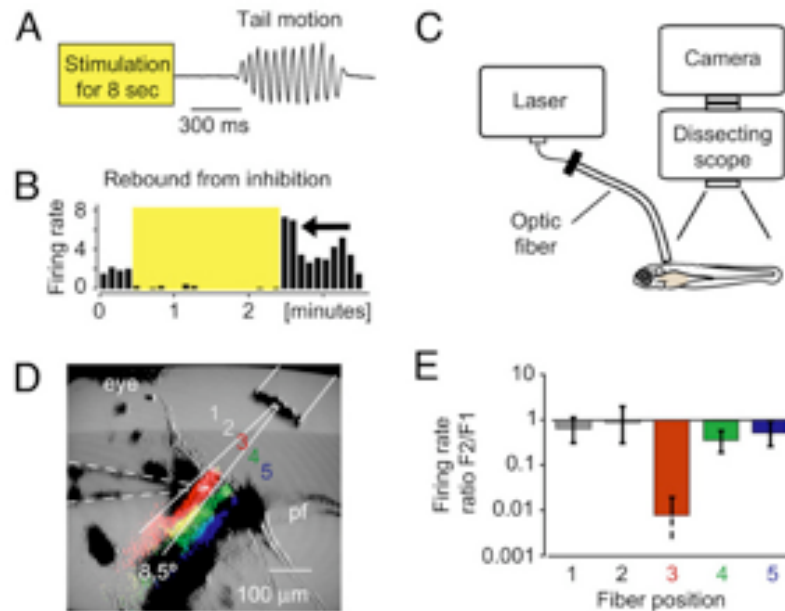 A
Tail motion
Stimulation
for 8 sec
300 ms
B
Rebound from inhibition
Firing rate
8
4
0
0
1
2
[minutes]
C
Camera
Laser
Dissecting
scope
Optic
fiber
D
eye
1
2
3
4
5
pf
8.5°
100 μm
E
Firing rate
ratio F2/F1
10
1
0.1
0.01
0.001
1 2 3 4 5
Fiber position